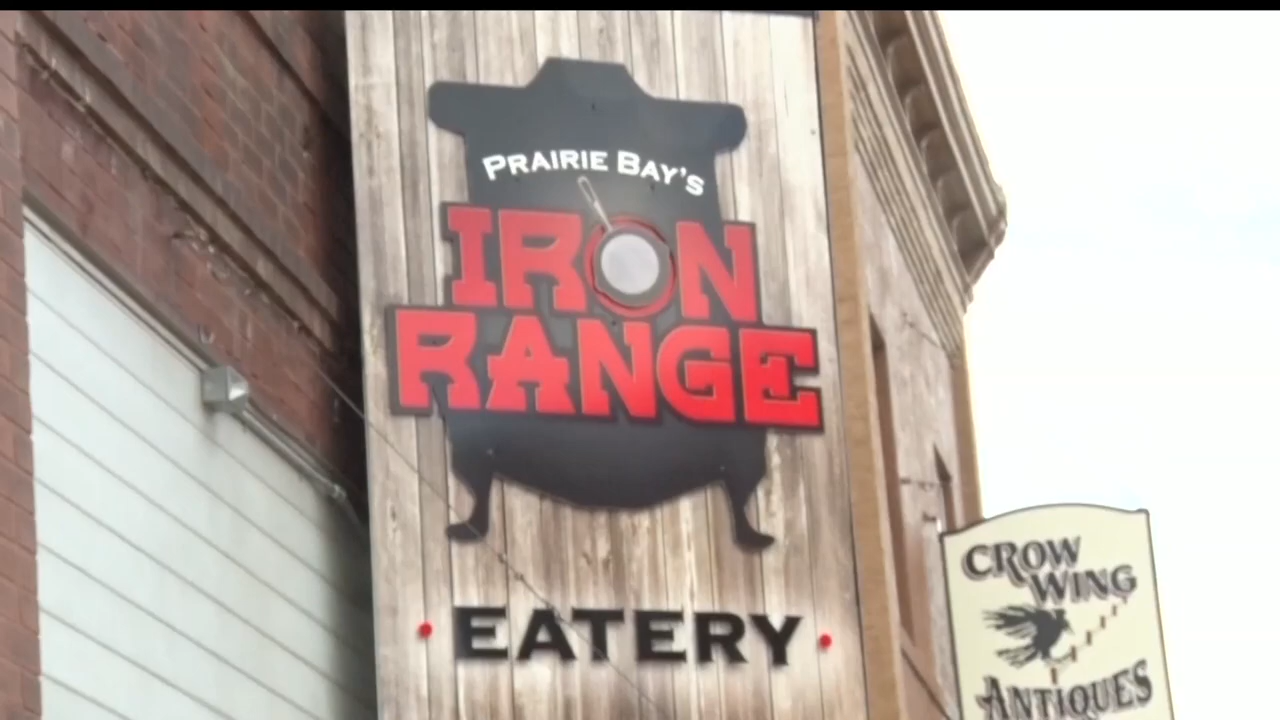 PRAIRIE BAY'S
IRON
RANGE
EATERY
CROW
WING
ANTIQUES